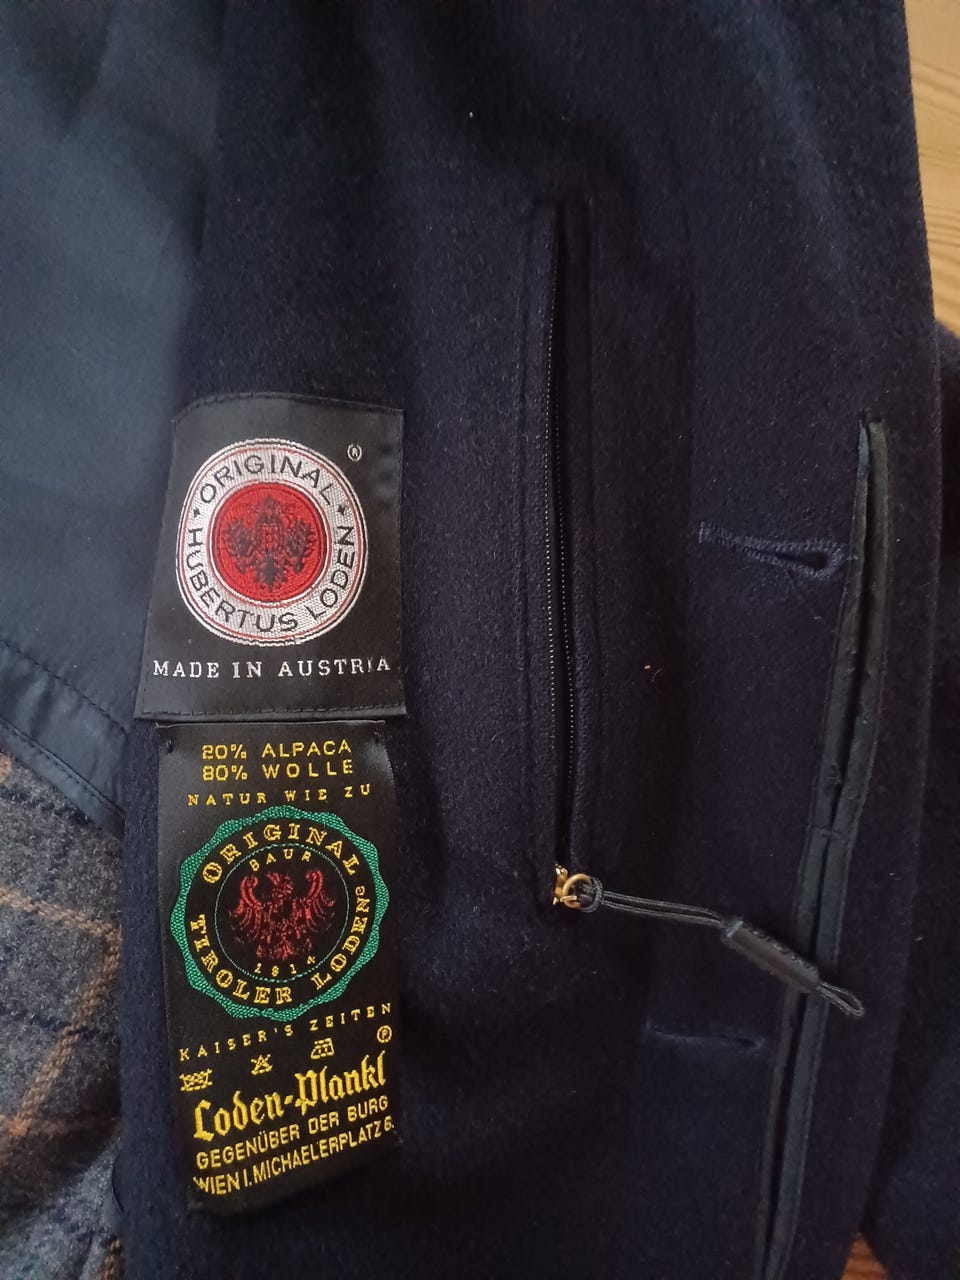 ®
ORIGINAL
HUBERTUS LODEN
MADE IN AUSTRIA
20% ALPACA
80% WOLLE
NATUR WIE ZU
ORIGINAL
BAUR
1814
TIROLER LODEN
KAISER'S ZEITEN
Ⓟ
Loden-Plankl
GEGENÜBER DER BURG
WIEN I. MICHAELERPLATZ 6.